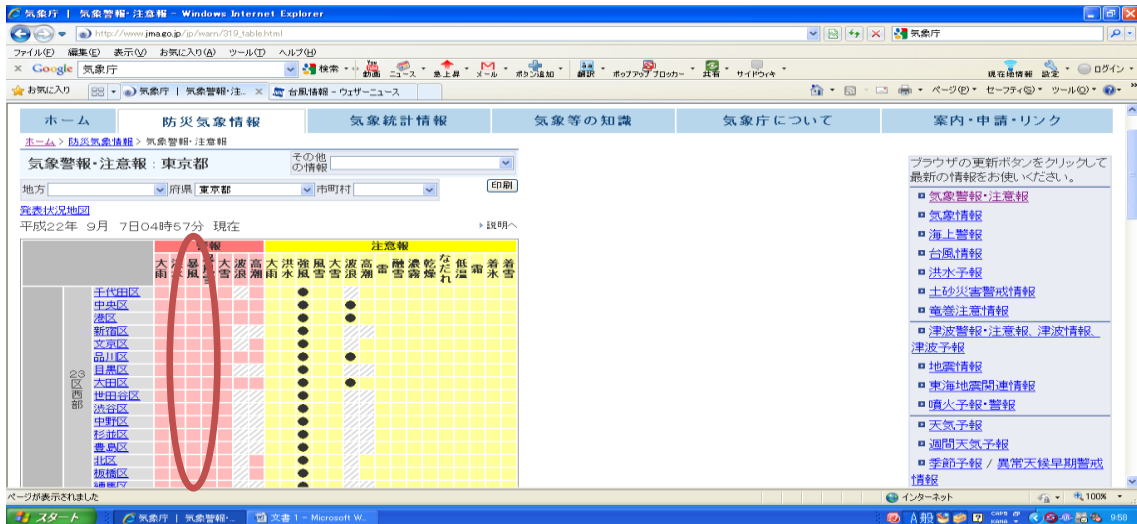 気象庁 | 気象警報・注意報 - Windows Internet Explorer
http://www.jma.go.jp/jp/warn/319_table.html
気象庁
ファイル(F) 編集(E) 表示(V) お気に入り(A) ツール(T) ヘルプ(H)
× Google 気象庁 検索 動画 ニュース 急上昇 メール ボタン追加 翻訳 ポップアップブロッカー 共有 サイドウィキ 現在地情報 設定 ログイン
お気に入り 気象庁 | 気象警報・注... × 台風情報 - ウェザーニュース ページ(P) セーフティ(S) ツール(O)
ホーム 防災気象情報 気象統計情報 気象等の知識 気象庁について 案内・申請・リンク
ホーム > 防災気象情報 > 気象警報・注意報
気象警報・注意報 : 東京都 その他の情報
地方 府県 東京都 市町村 印刷
発表状況地図
平成22年 9月 7日04時57分 現在 説明へ
警報 注意報
大雨 暴風 大雪 波浪 高潮 大雨 洪水 強風 風雪 大雪 波浪 高潮 雷 融雪 濃霧 乾燥 なだれ 低温 霜 着氷 着雪
23区西部
千代田区
中央区
港区
新宿区
文京区
品川区
目黒区
大田区
世田谷区
渋谷区
中野区
杉並区
豊島区
北区
板橋区
練馬区
ブラウザの更新ボタンをクリックして
最新の情報をお使いください。
気象警報・注意報
気象情報
海上警報
台風情報
洪水予報
土砂災害警戒情報
竜巻注意情報
津波警報・注意報、津波情報、
津波予報
地震情報
東海地震関連情報
噴火予報・警報
天気予報
週間天気予報
季節予報 / 異常天候早期警戒
情報
ページが表示されました インターネット 100%
スタート 気象庁 | 気象警報・... 文書 1 - Microsoft W... A 般 CAPS KANA 9:58